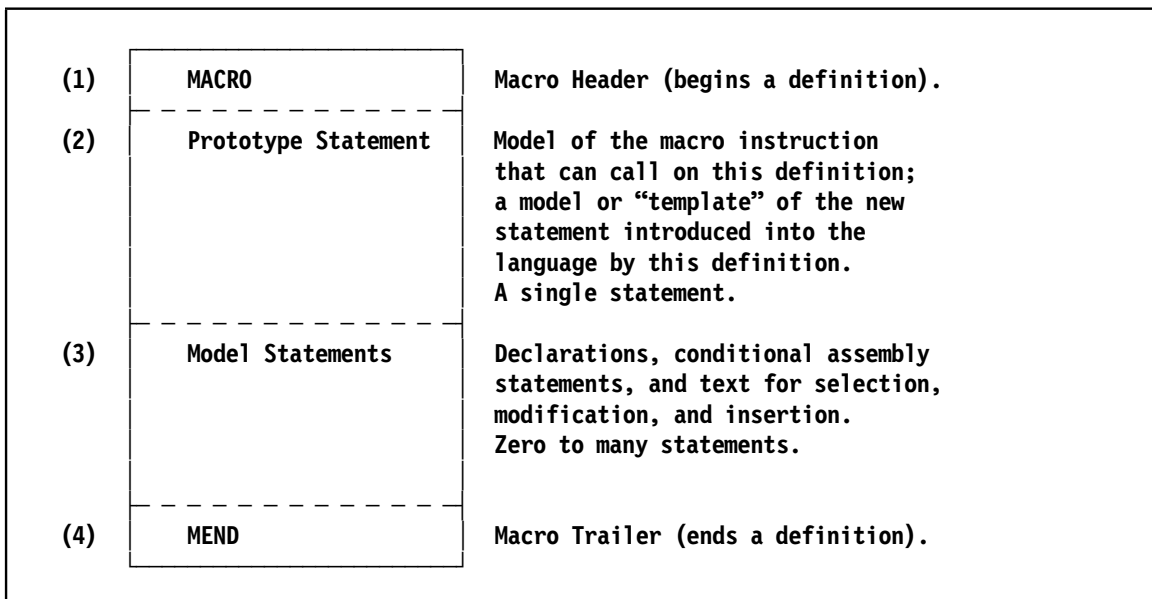 (1) MACRO Macro Header (begins a definition).
(2) Prototype Statement Model of the macro instruction
that can call on this definition;
a model or “template” of the new
statement introduced into the
language by this definition.
A single statement.
(3) Model Statements Declarations, conditional assembly
statements, and text for selection,
modification, and insertion.
Zero to many statements.
(4) MEND Macro Trailer (ends a definition).